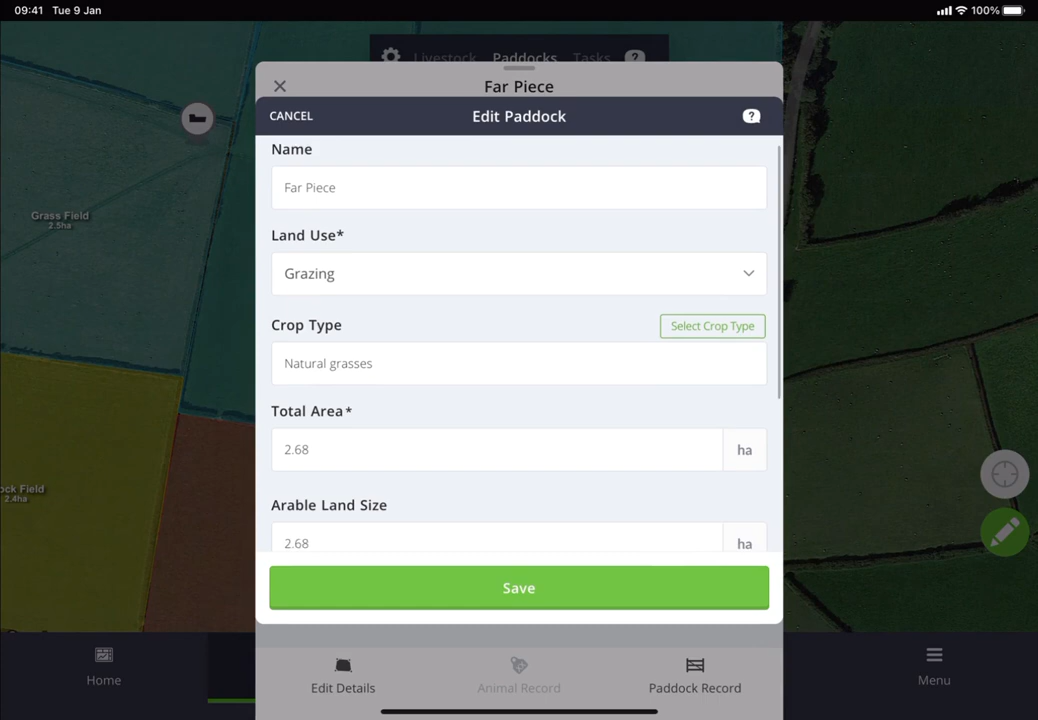 09:41 Tue 9 Jan
100%
Livestock Paddocks Tasks ?
Far Piece
CANCEL Edit Paddock ?
Name
Far Piece
Land Use*
Grazing
Crop Type Select Crop Type
Natural grasses
Total Area*
2.68 ha
Arable Land Size
2.68 ha
Save
Grass Field
2.5ha
ock Field
2.4ha
Home
Edit Details
Animal Record
Paddock Record
Menu